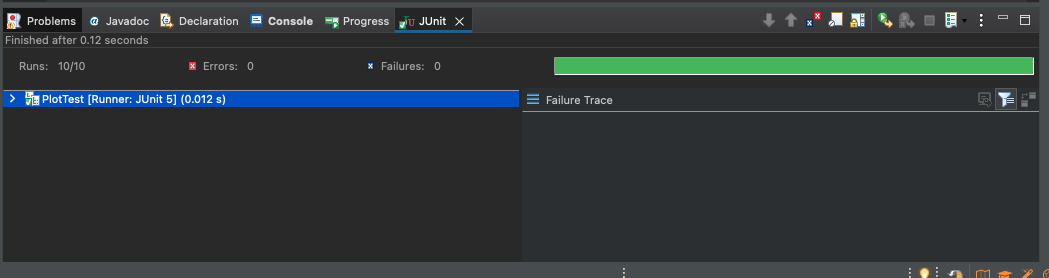 Problems @ Javadoc Declaration Console Progress JU JUnit
Finished after 0.12 seconds
Runs: 10/10 Errors: 0 Failures: 0
PlotTest [Runner: JUnit 5] (0.012 s) Failure Trace